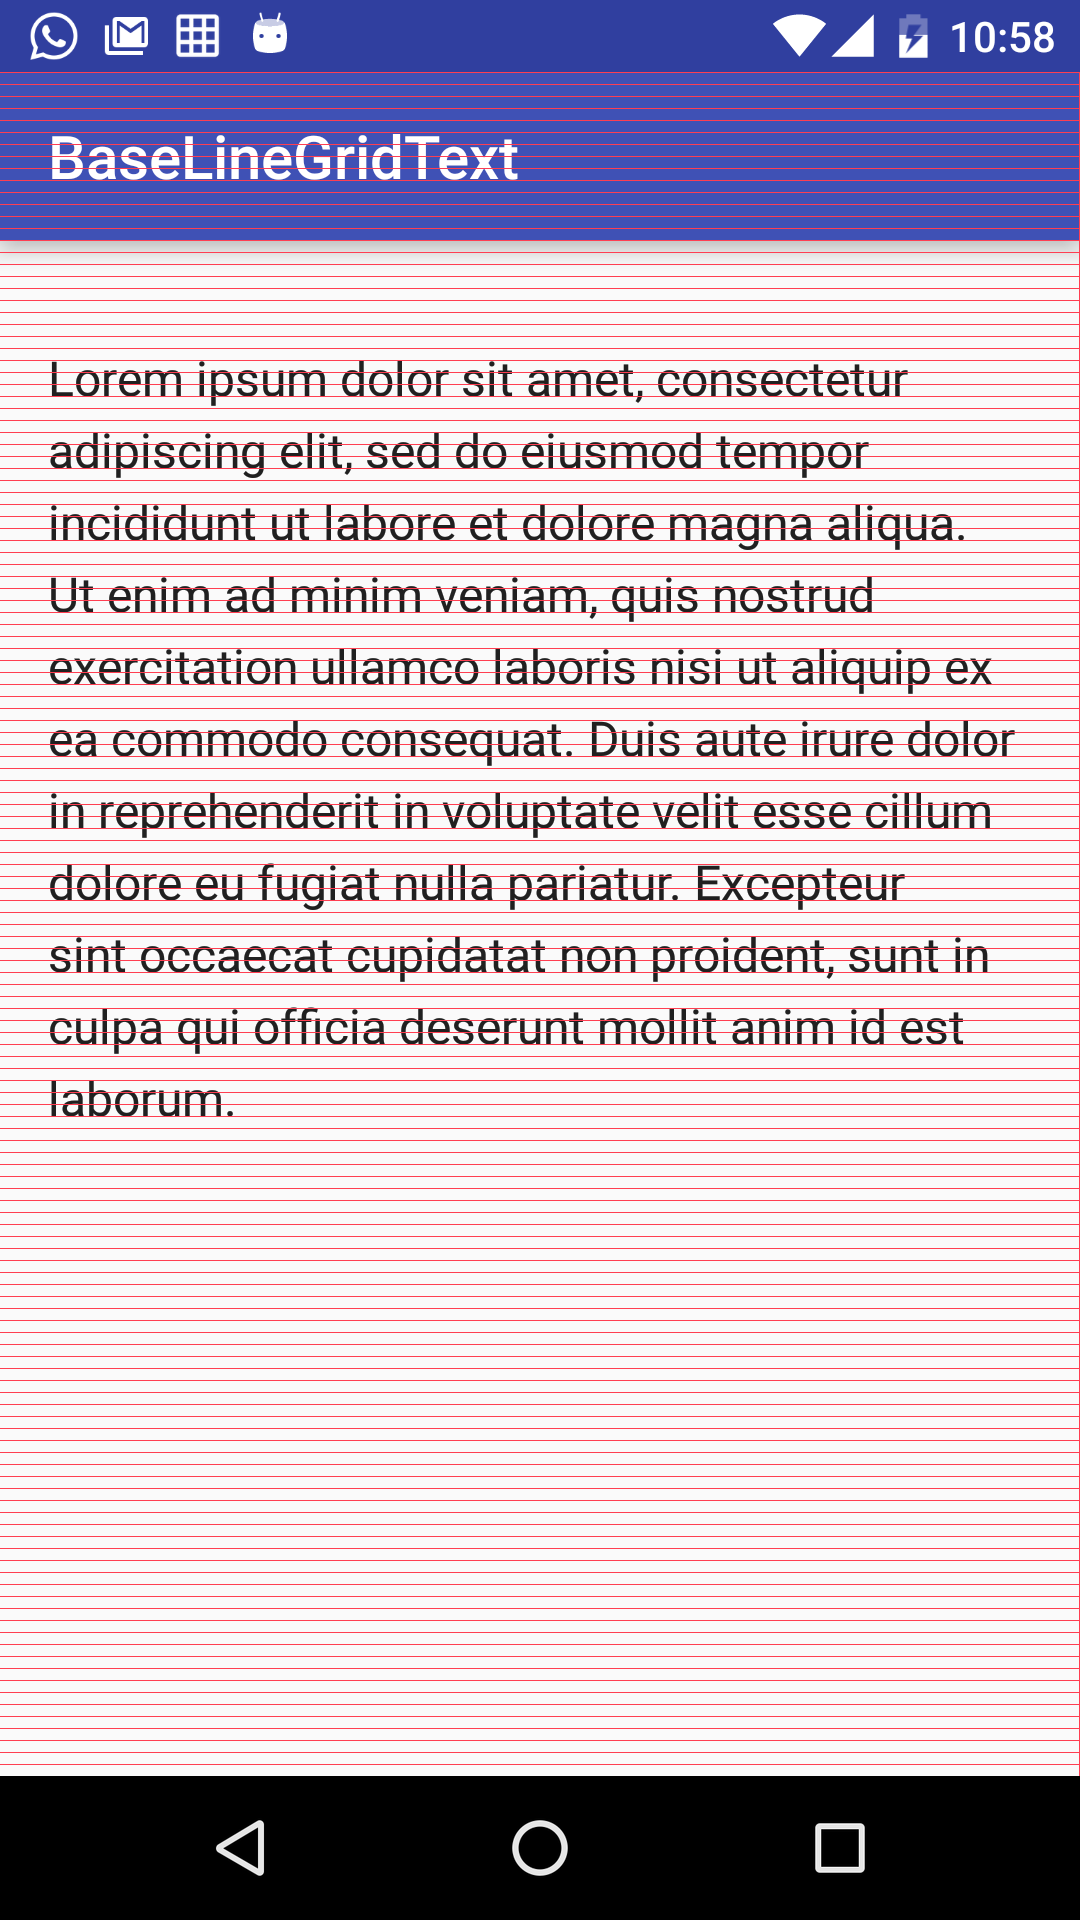 10:58
BaseLineGridText
Lorem ipsum dolor sit amet, consectetur
adipiscing elit, sed do eiusmod tempor
incididunt ut labore et dolore magna aliqua.
Ut enim ad minim veniam, quis nostrud
exercitation ullamco laboris nisi ut aliquip ex
ea commodo consequat. Duis aute irure dolor
in reprehenderit in voluptate velit esse cillum
dolore eu fugiat nulla pariatur. Excepteur
sint occaecat cupidatat non proident, sunt in
culpa qui officia deserunt mollit anim id est
laborum.